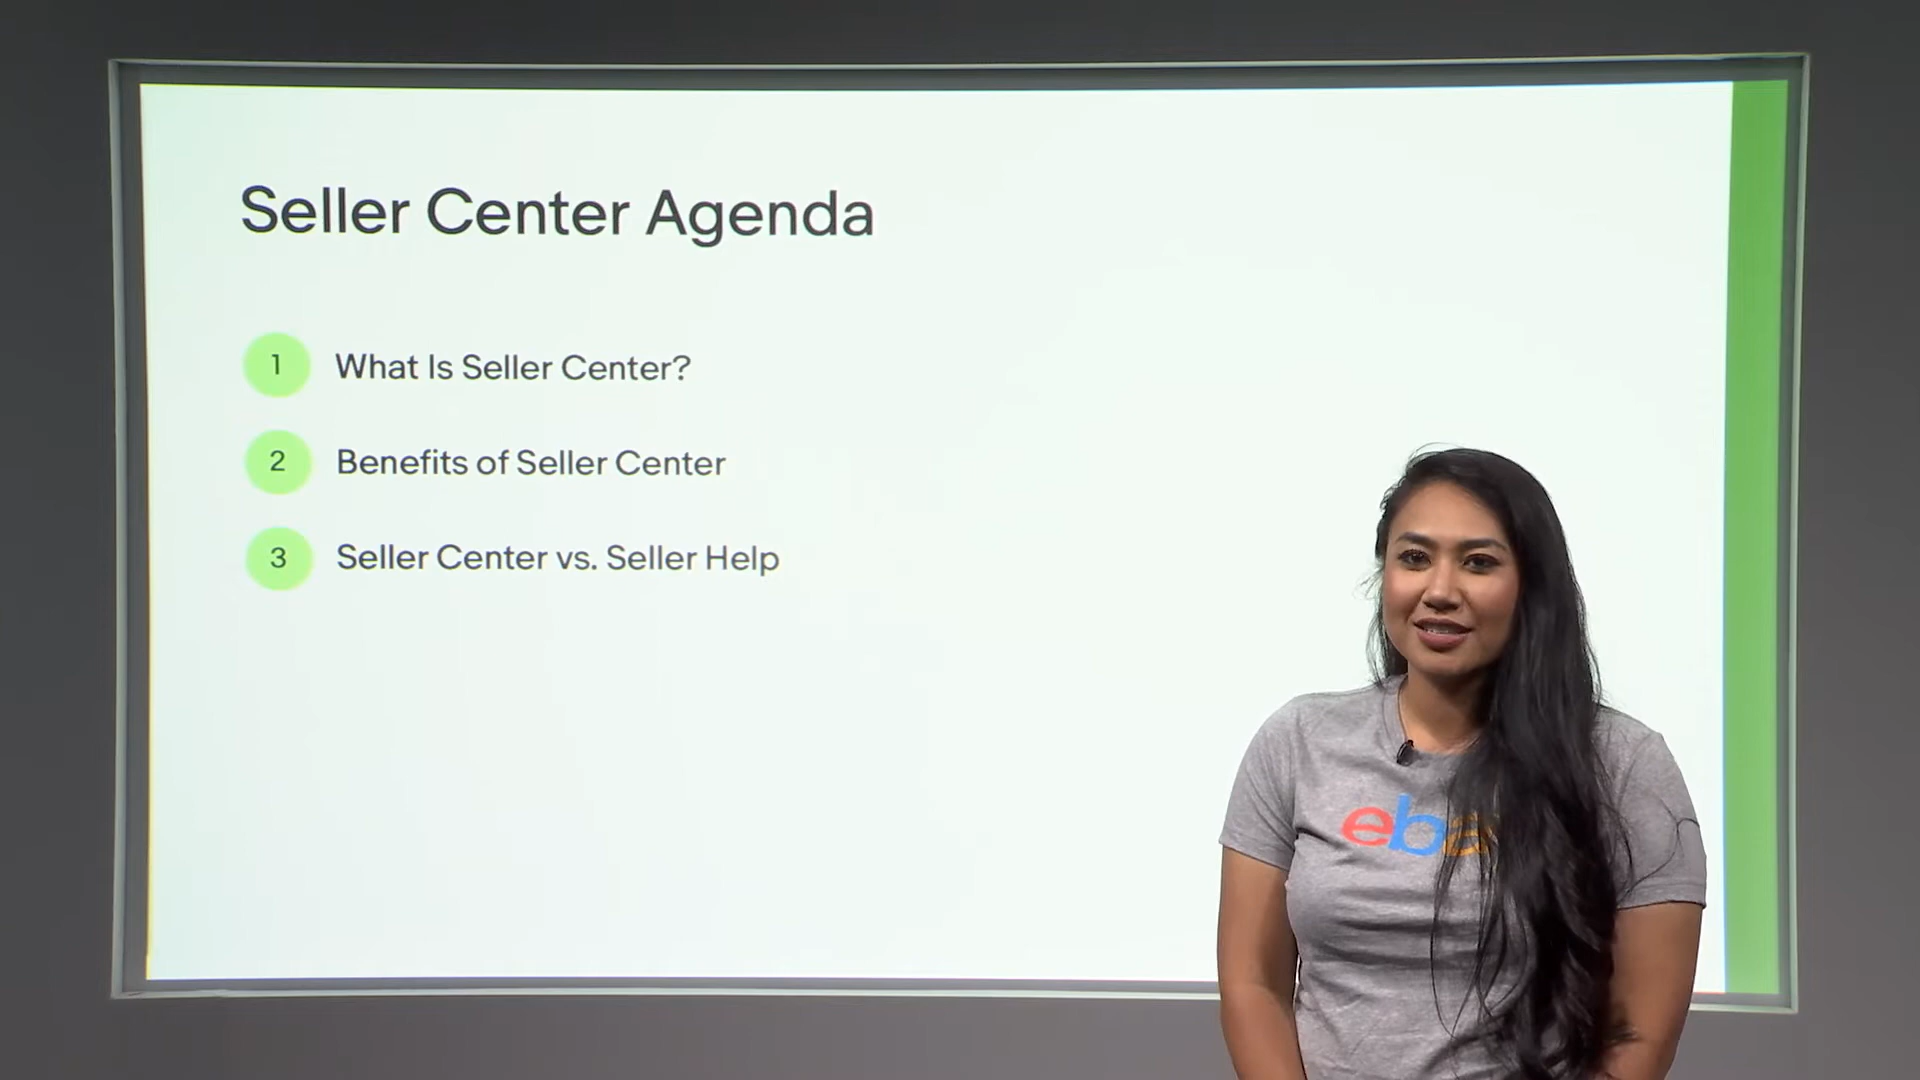 Seller Center Agenda
1 What Is Seller Center?
2 Benefits of Seller Center
3 Seller Center vs. Seller Help
eba